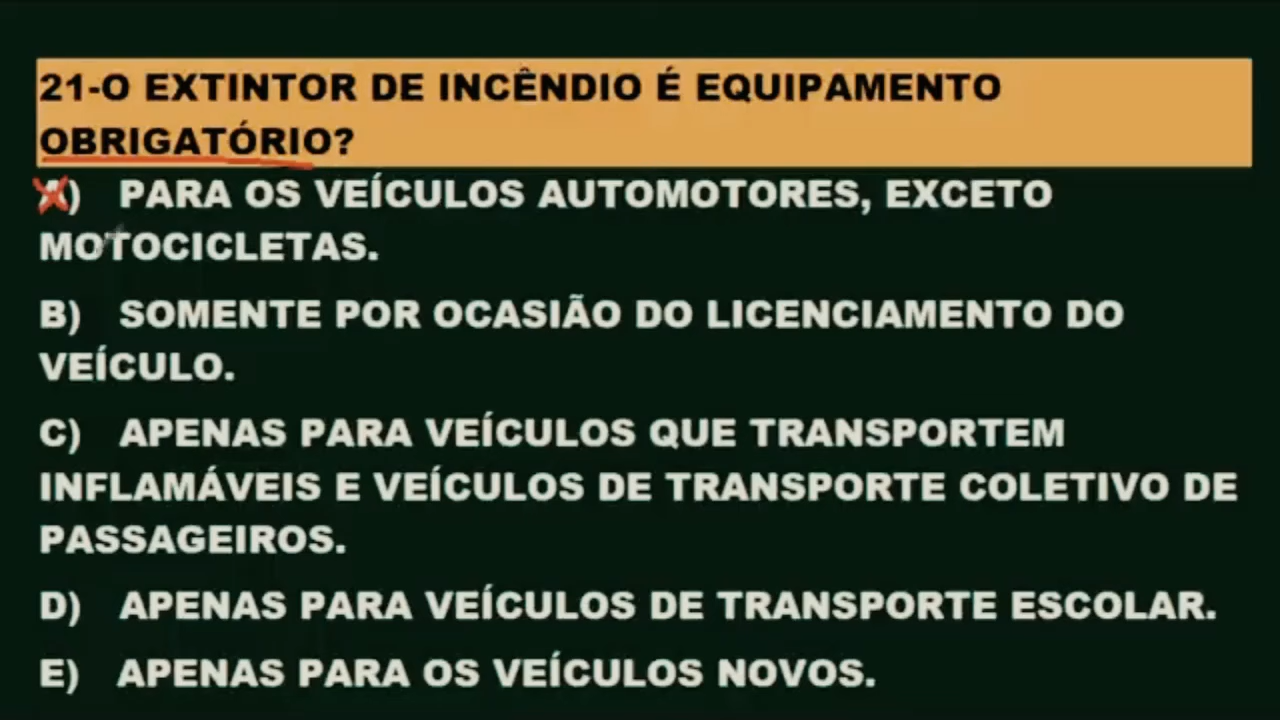 21-O EXTINTOR DE INCÊNDIO É EQUIPAMENTO
OBRIGATÓRIO?
A) PARA OS VEÍCULOS AUTOMOTORES, EXCETO
MOTOCICLETAS.
B) SOMENTE POR OCASIÃO DO LICENCIAMENTO DO
VEÍCULO.
C) APENAS PARA VEÍCULOS QUE TRANSPORTEM
INFLAMÁVEIS E VEÍCULOS DE TRANSPORTE COLETIVO DE
PASSAGEIROS.
D) APENAS PARA VEÍCULOS DE TRANSPORTE ESCOLAR.
E) APENAS PARA OS VEÍCULOS NOVOS.